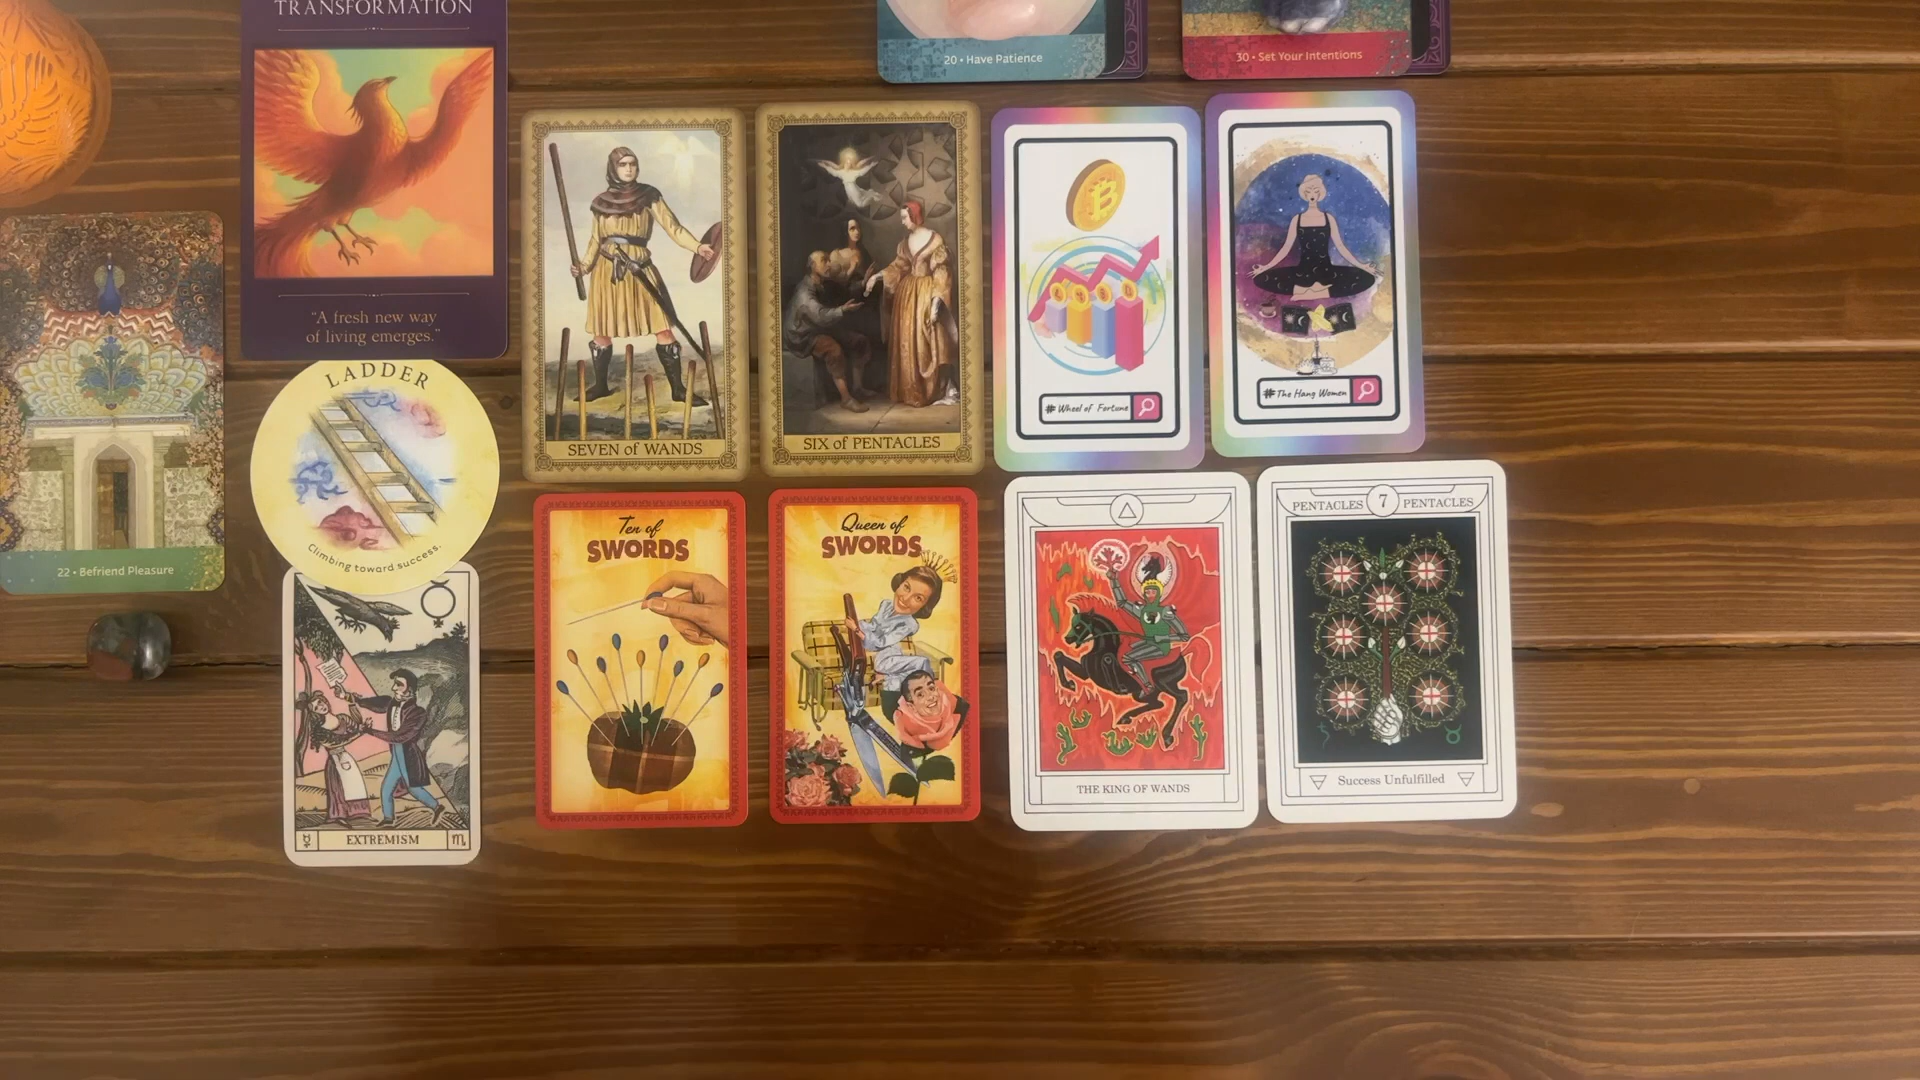 TRANSFORMATION
"A fresh new way
of living emerges."
20 • Have Patience
30 • Set Your Intentions
22 • Befriend Pleasure
LADDER
Climbing toward success.
EXTREMISM
SEVEN of WANDS
SIX of PENTACLES
# Wheel of Fortune
# The Hang Women
Ten of
SWORDS
Queen of
SWORDS
THE KING OF WANDS
PENTACLES 7 PENTACLES
Success Unfulfilled